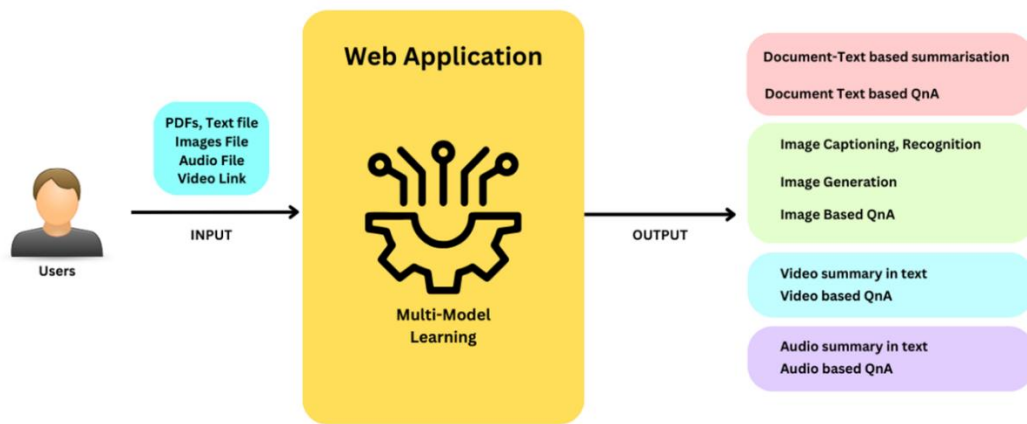 Users
PDFs, Text file
Images File
Audio File
Video Link
INPUT
Web Application
Multi-Model
Learning
OUTPUT
Document-Text based summarisation
Document Text based QnA
Image Captioning, Recognition
Image Generation
Image Based QnA
Video summary in text
Video based QnA
Audio summary in text
Audio based QnA